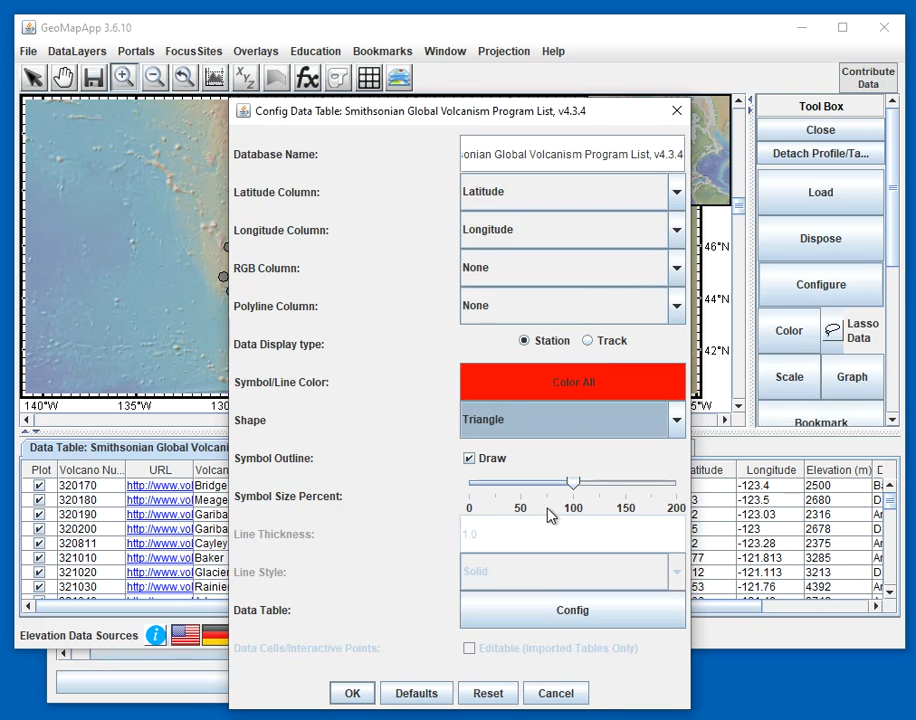 GeoMapApp 3.6.10
File DataLayers Portals FocusSites Overlays Education Bookmarks Window Projection Help
XYZ fx Contribute Data
Config Data Table: Smithsonian Global Volcanism Program List, v4.3.4
Database Name: sonian Global Volcanism Program List, v4.3.4
Latitude Column: Latitude
Longitude Column: Longitude
RGB Column: None
Polyline Column: None
Data Display type: Station Track
Symbol/Line Color: Color All
Shape Triangle
Symbol Outline: Draw
Symbol Size Percent: 0 50 100 150 200
Line Thickness: 1.0
Line Style: Solid
Data Table: Config
Data Cells/Interactive Points: Editable (Imported Tables Only)
OK Defaults Reset Cancel
Tool Box
Close
Detach Profile/Ta...
Load
Dispose
Configure
Color Lasso Data
Scale Graph
Bookmark
46°N
44°N
42°N
140°W 135°W 130 5°W
Data Table: Smithsonian Global Volcani
Plot Volcano Nu... URL Volcan atitude Longitude Elevation (m) D
320170 http://www.vol Bridge -123.4 2500
320180 http://www.vol Meage -123.5 2680
320190 http://www.vol Gariba -123.03 2316
320200 http://www.vol Gariba -123 2678
320811 http://www.vol Cayley -123.28 2375
321010 http://www.vol Baker 77 -121.813 3285
321020 http://www.vol Glacier 12 -121.113 3213
321030 http://www.vol Rainier 53 -121.76 4392
Elevation Data Sources